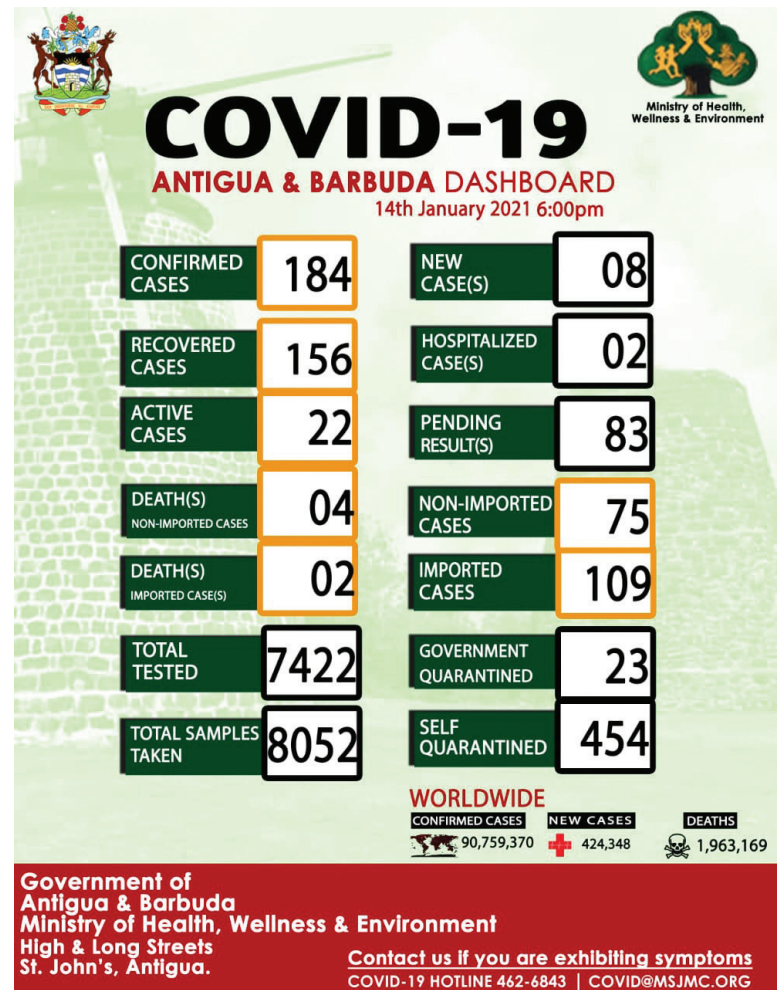 Ministry of Health,
Wellness & Environment
COVID-19
ANTIGUA & BARBUDA DASHBOARD
14th January 2021 6:00pm
CONFIRMED
CASES
184
RECOVERED
CASES
156
ACTIVE
CASES
22
DEATH(S)
NON-IMPORTED CASES
04
DEATH(S)
IMPORTED CASE(S)
02
TOTAL
TESTED
7422
TOTAL SAMPLES
TAKEN
8052
NEW
CASE(S)
08
HOSPITALIZED
CASE(S)
02
PENDING
RESULT(S)
83
NON-IMPORTED
CASES
75
IMPORTED
CASES
109
GOVERNMENT
QUARANTINED
23
SELF
QUARANTINED
454
WORLDWIDE
CONFIRMED CASES NEW CASES DEATHS
90,759,370 424,348 1,963,169
Government of
Antigua & Barbuda
Ministry of Health, Wellness & Environment
High & Long Streets
St. John's, Antigua.
Contact us if you are exhibiting symptoms
COVID-19 HOTLINE 462-6843 | COVID@MSJMC.ORG